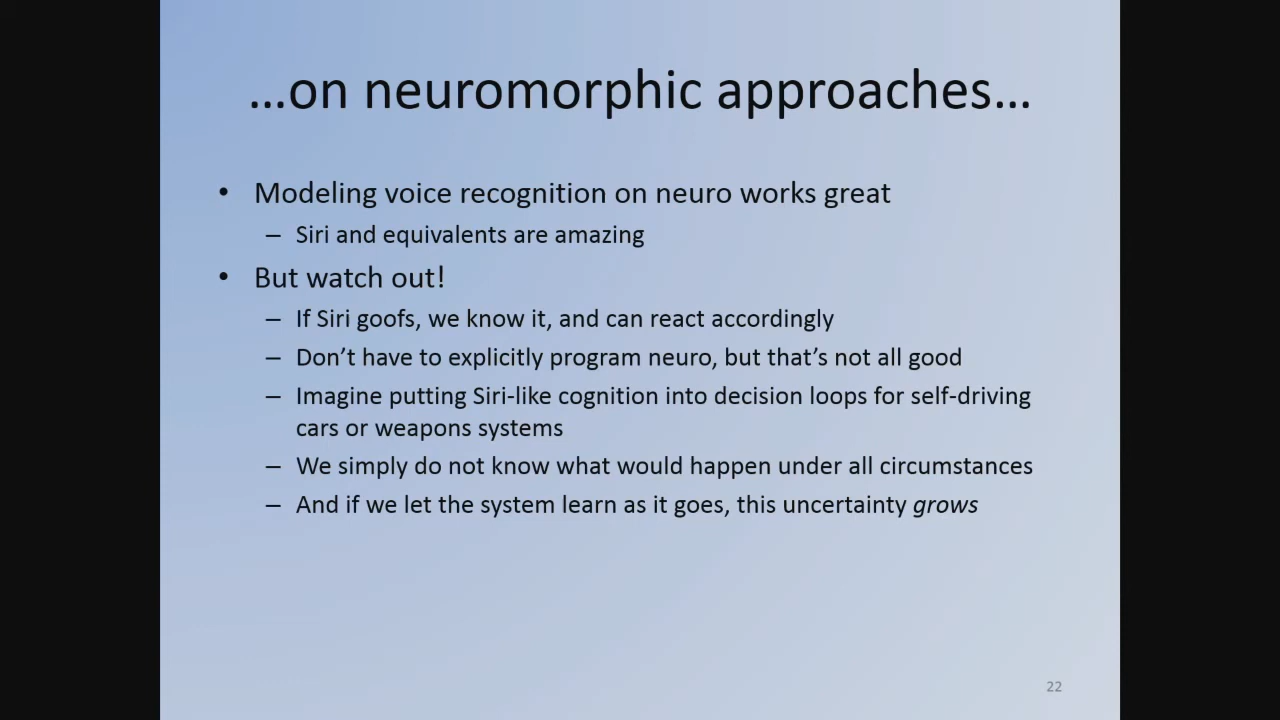 …on neuromorphic approaches…
• Modeling voice recognition on neuro works great
– Siri and equivalents are amazing
• But watch out!
– If Siri goofs, we know it, and can react accordingly
– Don’t have to explicitly program neuro, but that’s not all good
– Imagine putting Siri-like cognition into decision loops for self-driving
cars or weapons systems
– We simply do not know what would happen under all circumstances
– And if we let the system learn as it goes, this uncertainty grows
22